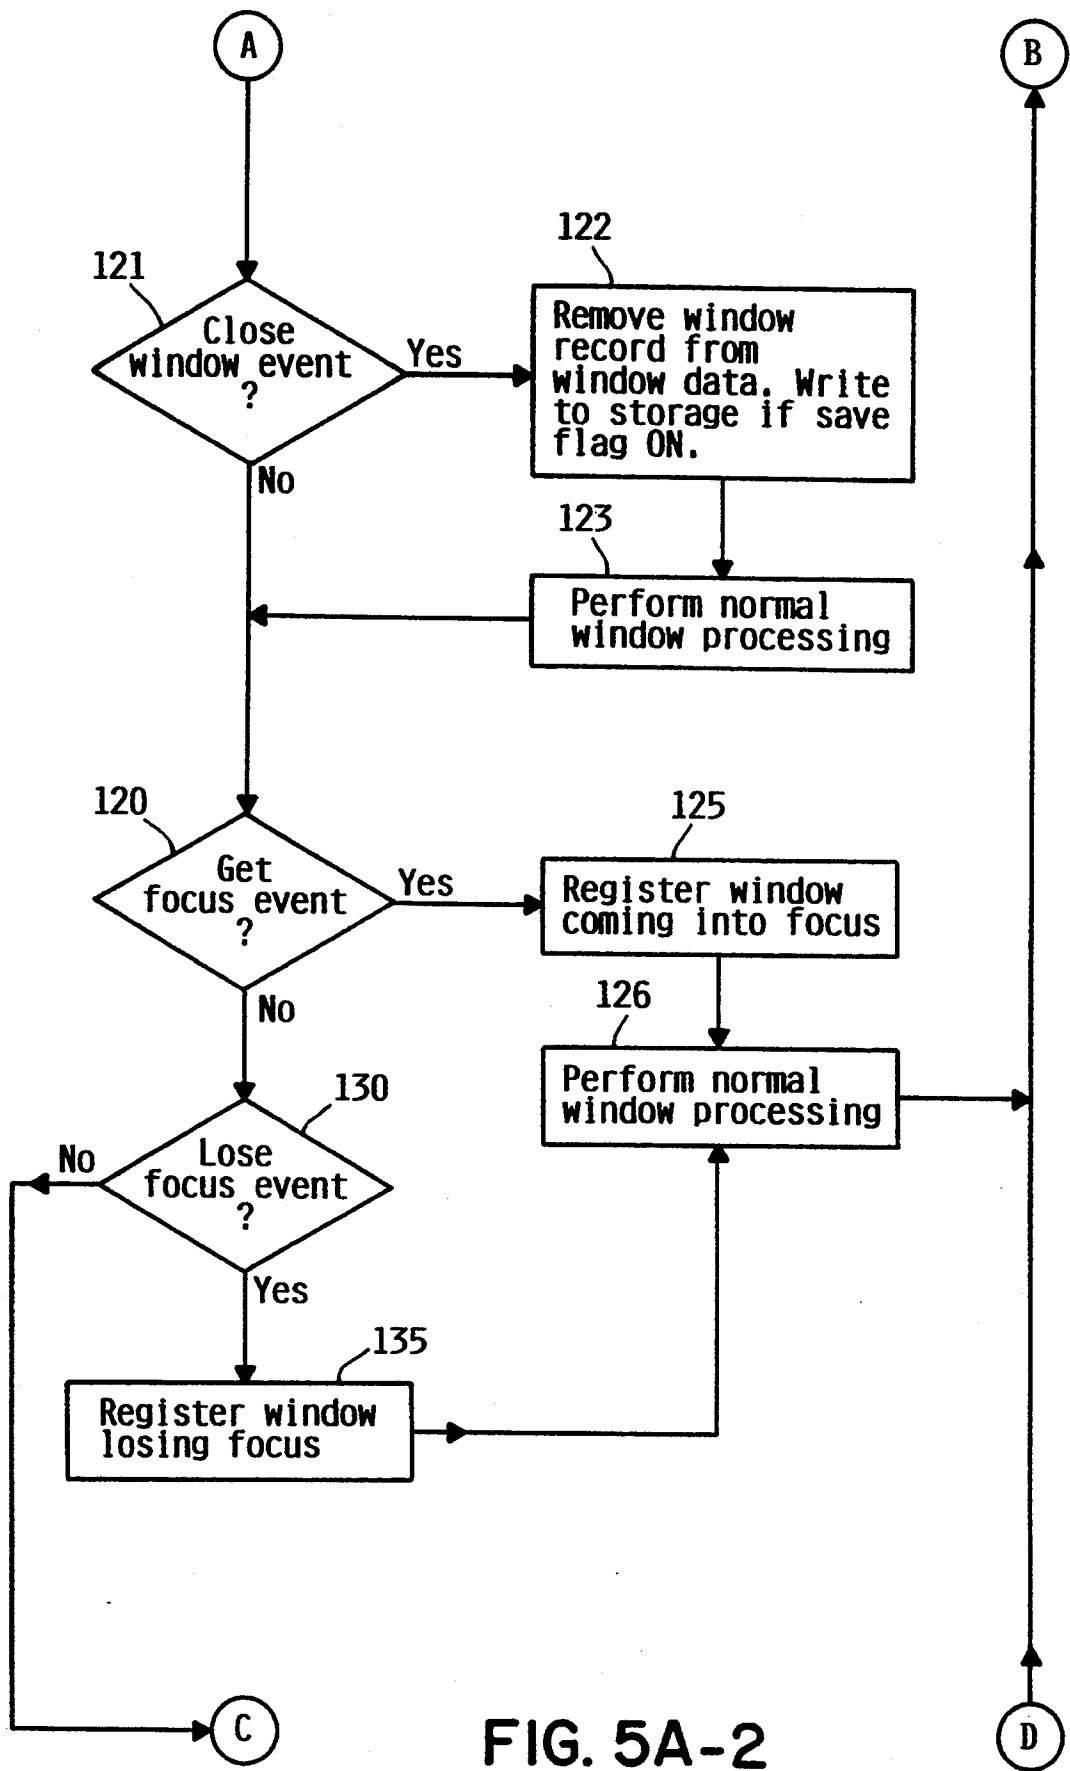 A
B
121
Close
window event
?
Yes
No
122
Remove window
record from
window data. Write
to storage if save
flag ON.
123
Perform normal
window processing
120
Get
focus event
?
Yes
No
125
Register window
coming into focus
126
Perform normal
window processing
130
Lose
focus event
?
No
Yes
135
Register window
losing focus
C
FIG. 5A-2
D